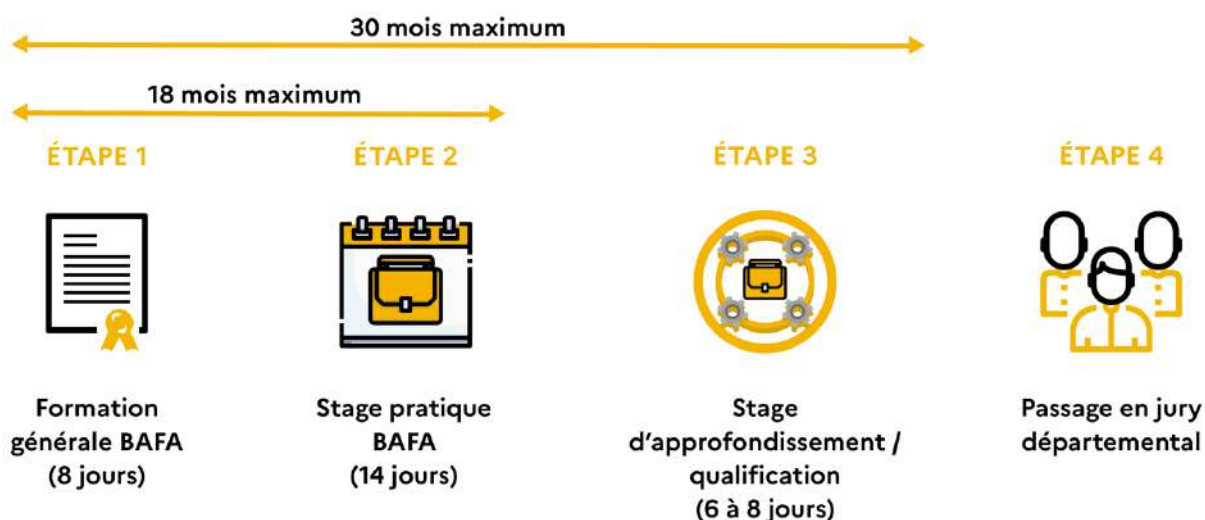 30 mois maximum
18 mois maximum
ÉTAPE 1
ÉTAPE 2
ÉTAPE 3
ÉTAPE 4
Formation
générale BAFA
(8 jours)
Stage pratique
BAFA
(14 jours)
Stage
d'approfondissement /
qualification
(6 à 8 jours)
Passage en jury
départemental